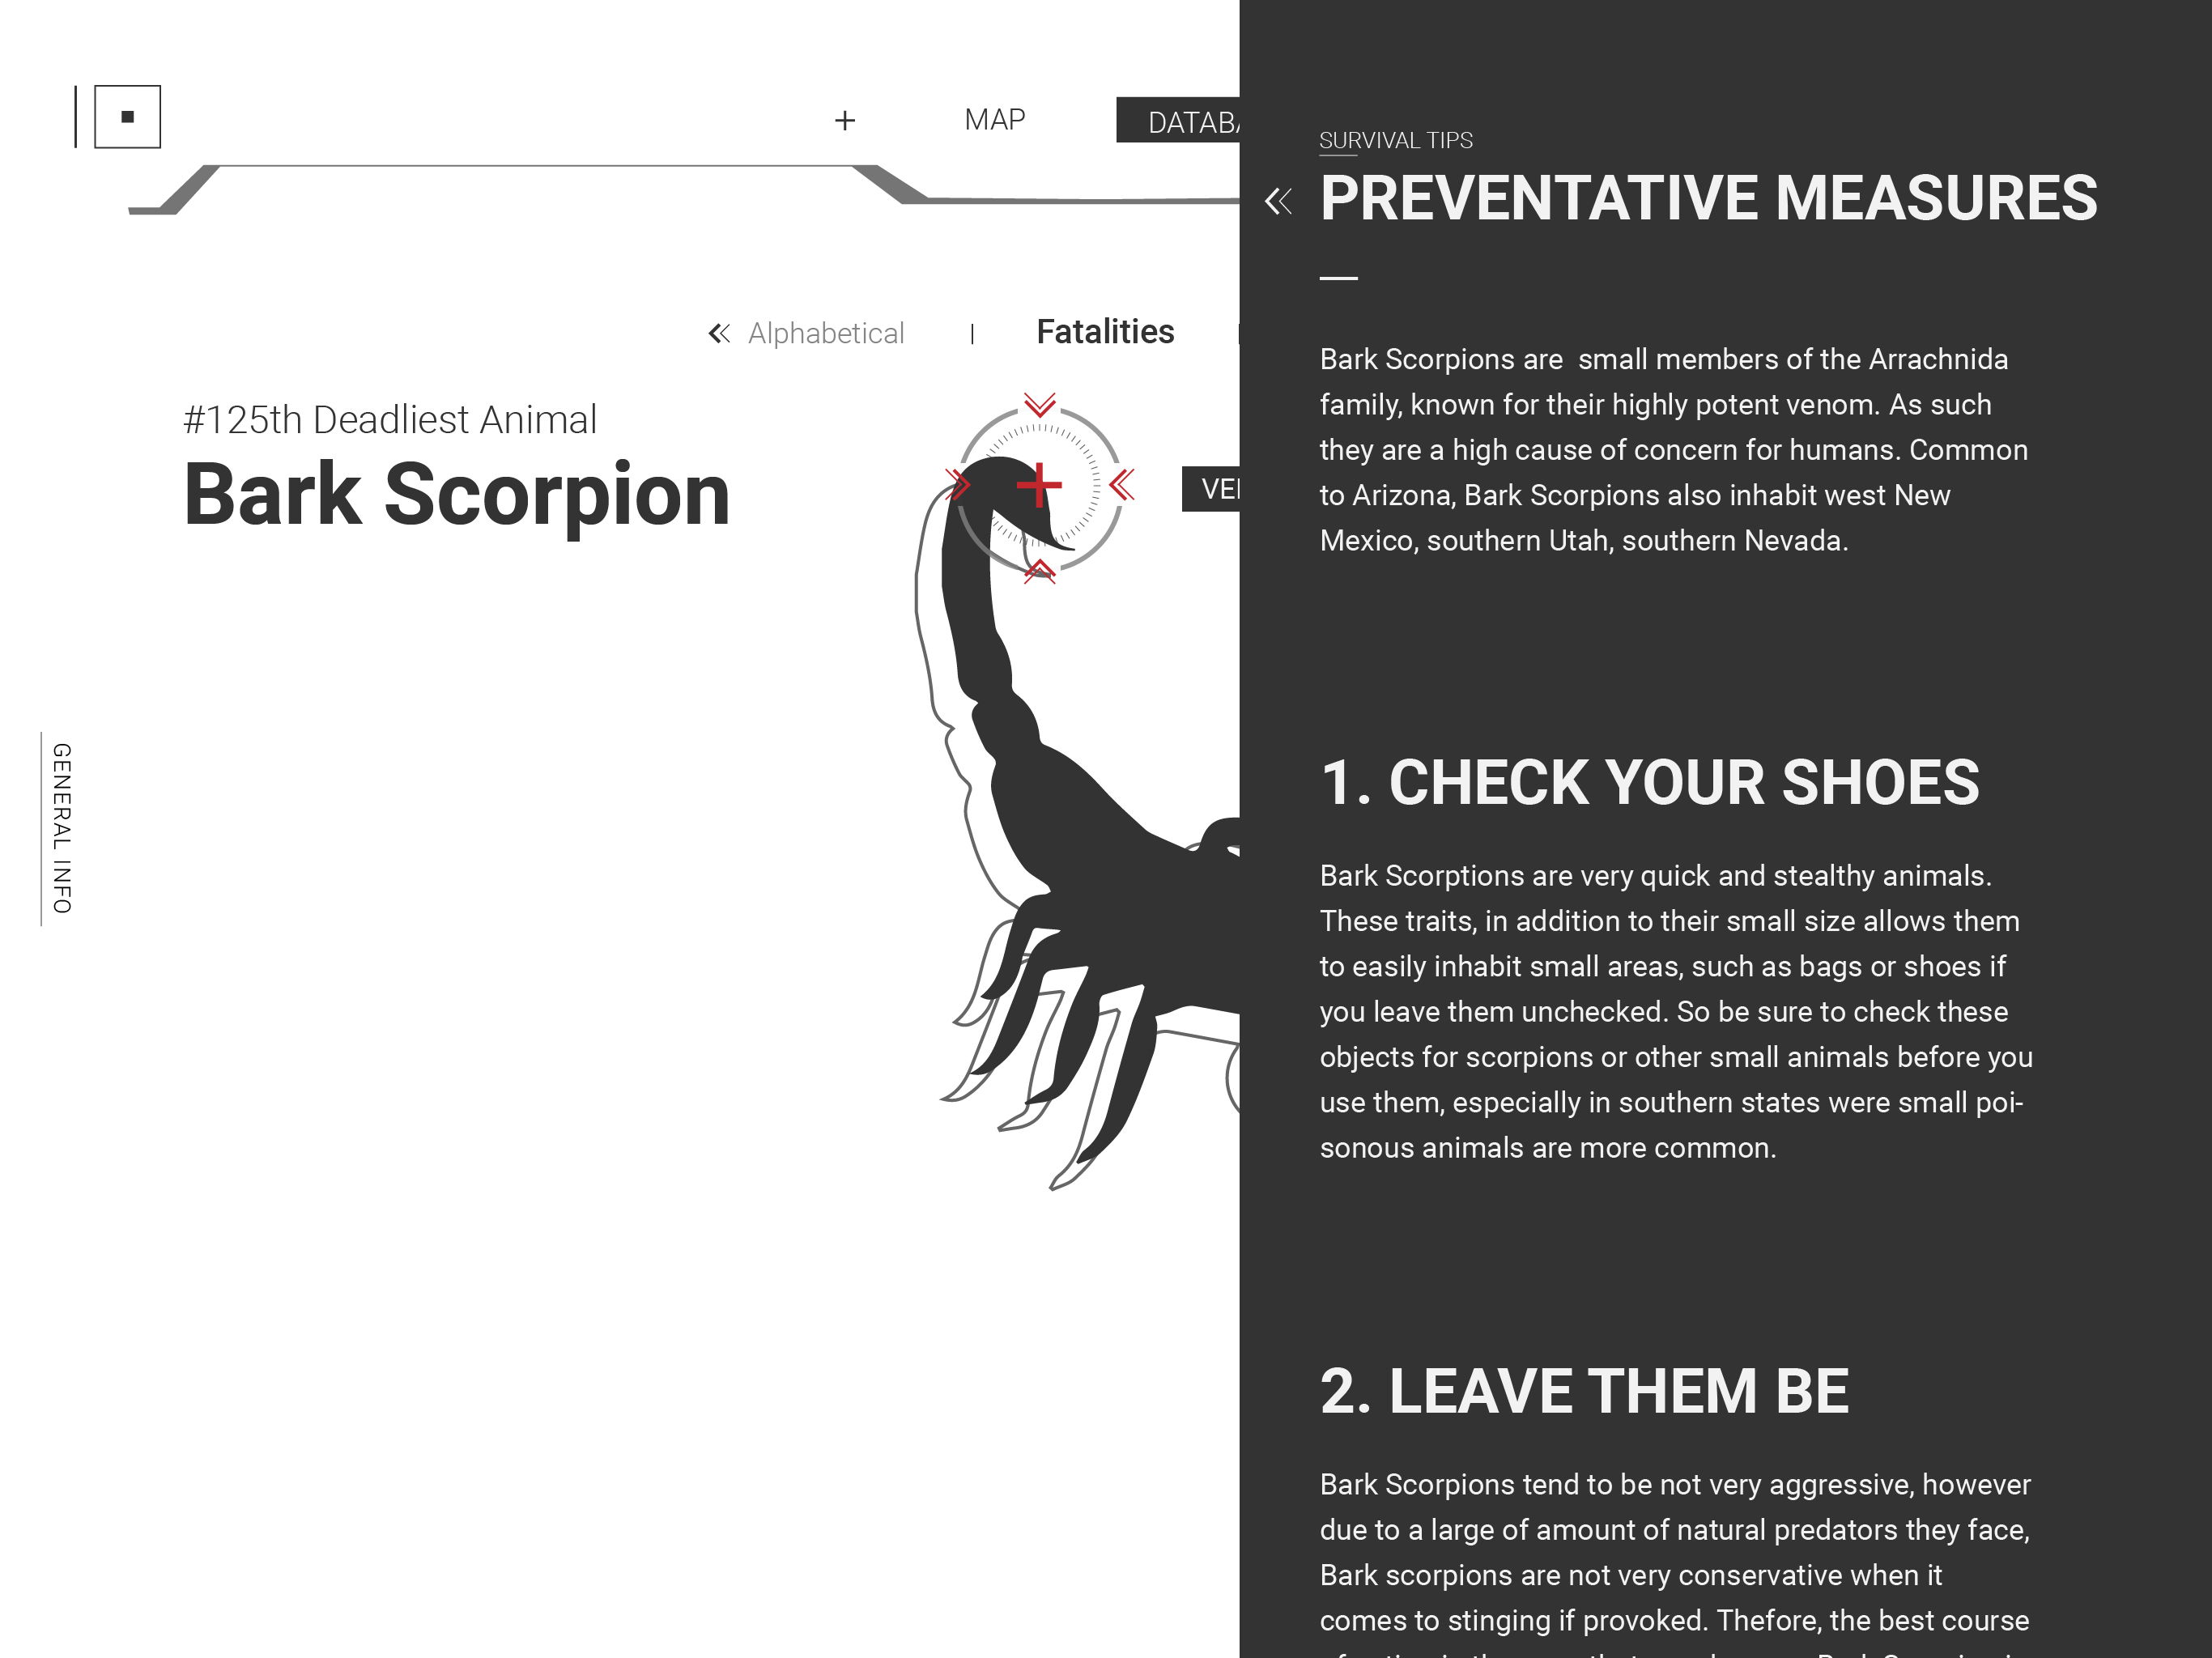 +
MAP
DATABA
Alphabetical
Fatalities
#125th Deadliest Animal
Bark Scorpion
GENERAL INFO
SURVIVAL TIPS
PREVENTATIVE MEASURES
Bark Scorpions are  small members of the Arrachnida
family, known for their highly potent venom. As such
they are a high cause of concern for humans. Common
to Arizona, Bark Scorpions also inhabit west New
Mexico, southern Utah, southern Nevada.
1. CHECK YOUR SHOES
Bark Scorptions are very quick and stealthy animals.
These traits, in addition to their small size allows them
to easily inhabit small areas, such as bags or shoes if
you leave them unchecked. So be sure to check these
objects for scorpions or other small animals before you
use them, especially in southern states were small poi-
sonous animals are more common.
2. LEAVE THEM BE
Bark Scorpions tend to be not very aggressive, however
due to a large of amount of natural predators they face,
Bark scorpions are not very conservative when it
comes to stinging if provoked. Thefore, the best course